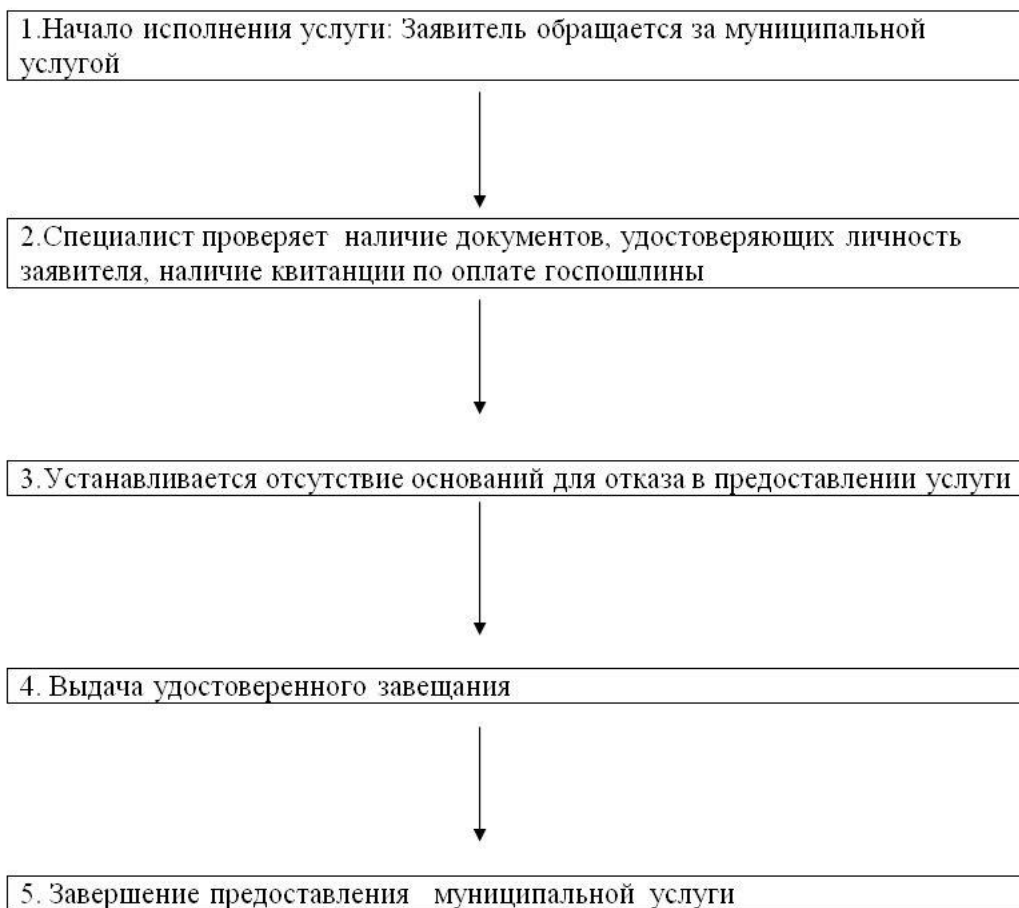 1.Начало исполнения услуги: Заявитель обращается за муниципальной
услугой
2.Специалист проверяет наличие документов, удостоверяющих личность
заявителя, наличие квитанции по оплате госпошлины
3.Устанавливается отсутствие оснований для отказа в предоставлении услуги
4. Выдача удостоверенного завещания
5. Завершение предоставления муниципальной услуги